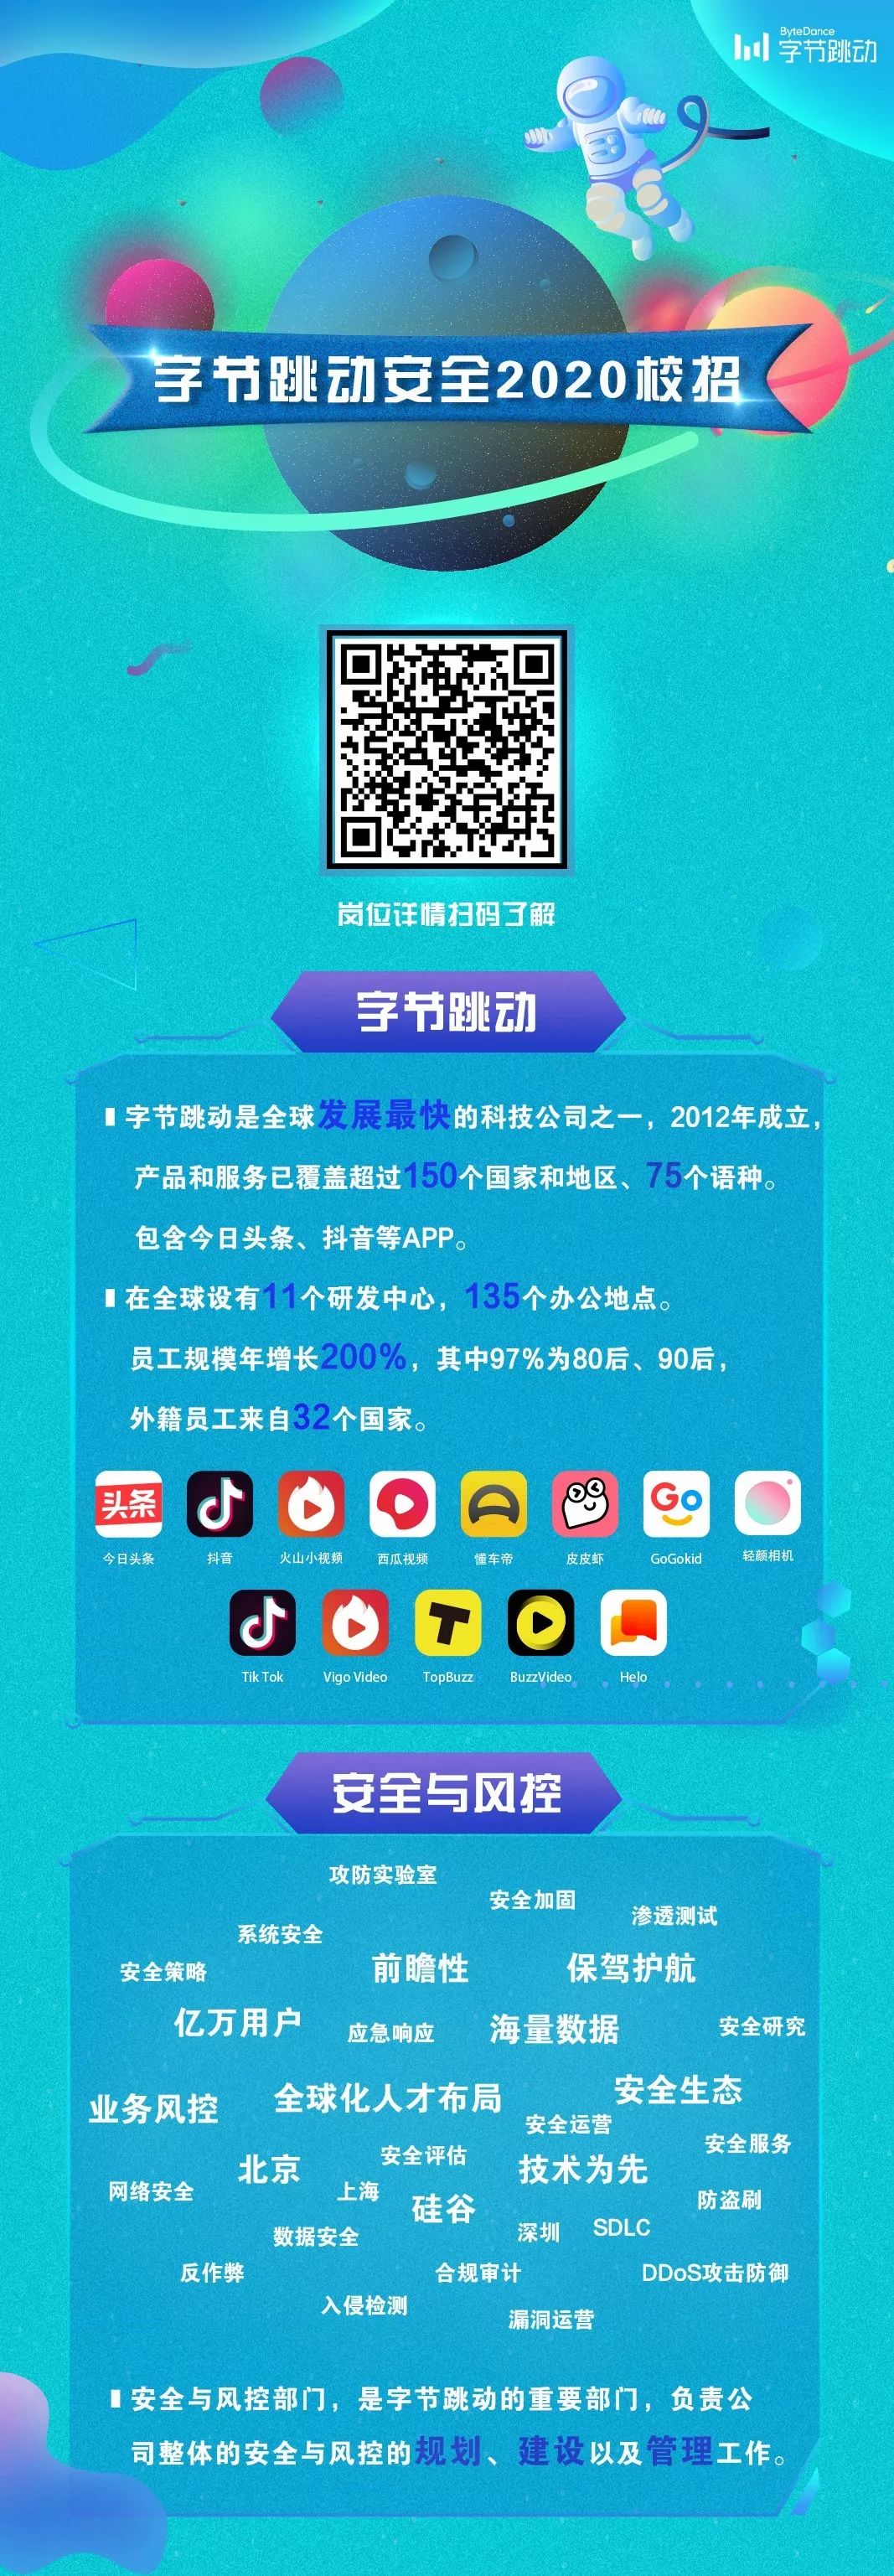 ByteDance
字节跳动
字节跳动安全2020校招
岗位详情扫码了解
字节跳动
字节跳动是全球发展最快的科技公司之一，2012年成立，
产品和服务已覆盖超过150个国家和地区、75个语种。
包含今日头条、抖音等APP。
在全球设有11个研发中心，135个办公地点。
员工规模年增长200%，其中97%为80后、90后，
外籍员工来自32个国家。
头条
Go
今日头条 抖音 火山小视频 西瓜视频 懂车帝 皮皮虾 GoGokid 轻颜相机
Tik Tok Vigo Video TopBuzz BuzzVideo Helo
安全与风控
攻防实验室
安全加固
渗透测试
系统安全
安全策略 前瞻性 保驾护航
亿万用户 应急响应 海量数据 安全研究
业务风控 全球化人才布局 安全生态
安全运营
安全服务
北京 安全评估 技术为先
网络安全 上海 硅谷 防盗刷
数据安全 深圳 SDLC
反作弊 合规审计 DDoS攻击防御
入侵检测
漏洞运营
安全与风控部门，是字节跳动的重要部门，负责公
司整体的安全与风控的规划、建设以及管理工作。